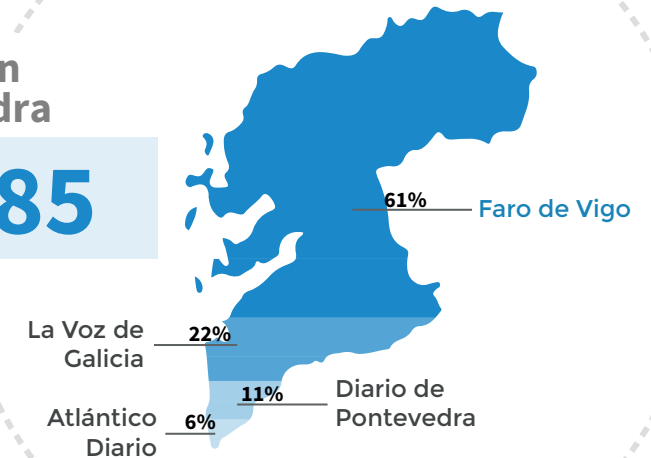 n
dra
85
61%
Faro de Vigo
La Voz de
Galicia
22%
11%
Diario de
Pontevedra
Atlántico
Diario
6%